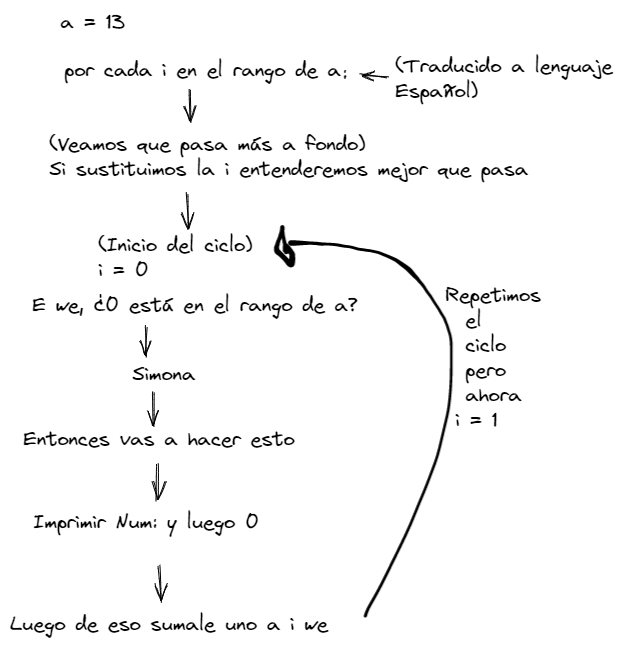 a = 13
por cada i en el rango de a:
(Traducido a lenguaje
Español)
(Veamos que pasa más a fondo)
Si sustituimos la i entenderemos mejor que pasa
(Inicio del ciclo)
i = 0
E we, ¿0 está en el rango de a?
Simona
Entonces vas a hacer esto
Imprimir Num: y luego 0
Luego de eso sumale uno a i we
Repetimos
el
ciclo
pero
ahora
i = 1